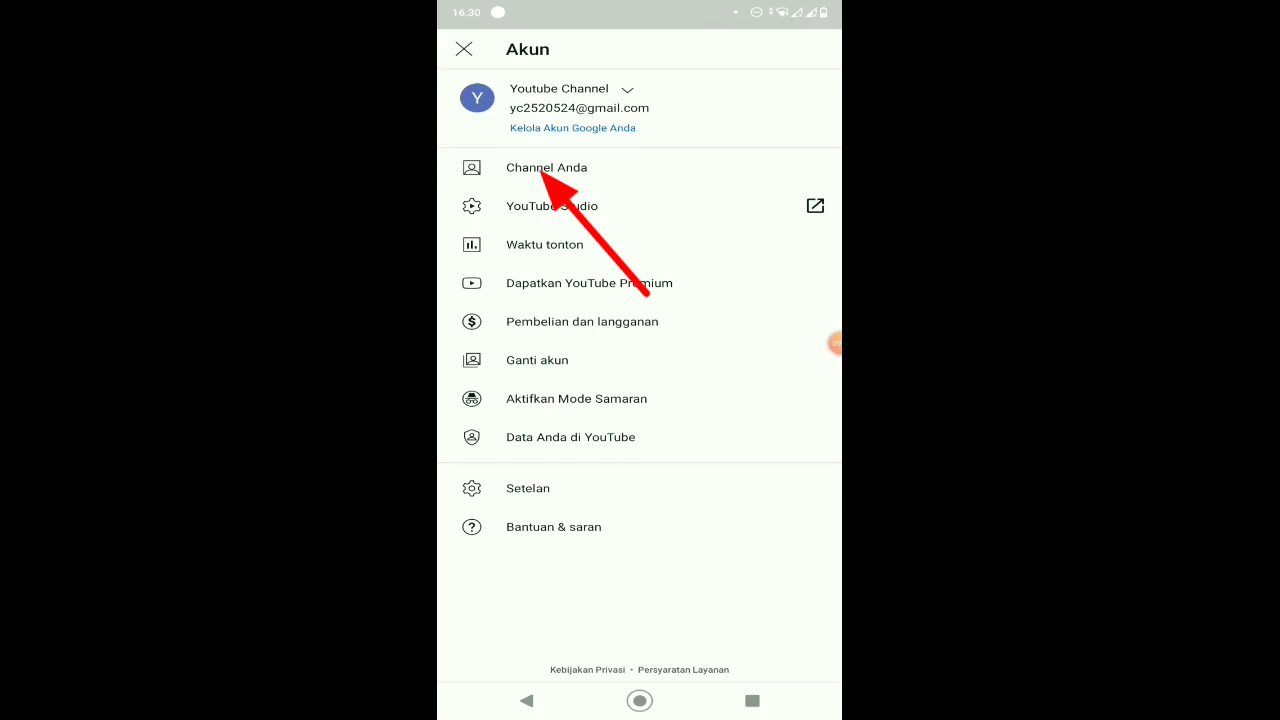 16.30
Akun
Y
Youtube Channel
yc2520524@gmail.com
Kelola Akun Google Anda
Channel Anda
YouTube Studio
Waktu tonton
Dapatkan YouTube Premium
Pembelian dan langganan
Ganti akun
Aktifkan Mode Samaran
Data Anda di YouTube
Setelan
Bantuan & saran
Kebijakan Privasi • Persyaratan Layanan